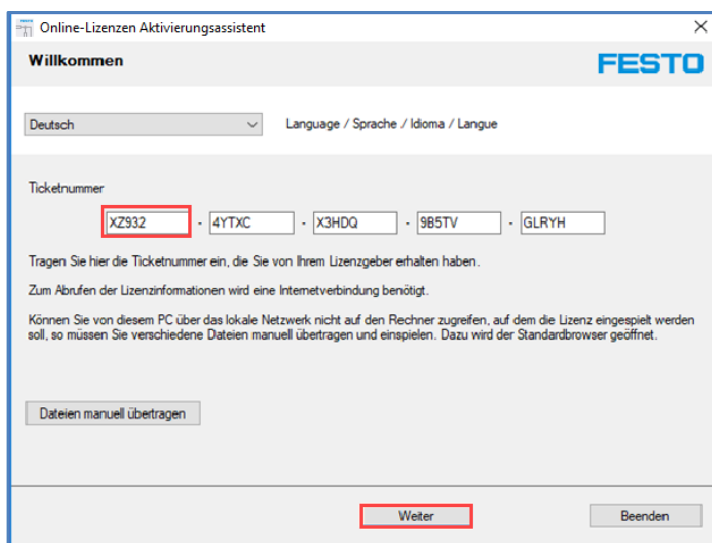 FESTO
Online-Lizenzen Aktivierungsassistent
Willkommen
FESTO
Deutsch
Language / Sprache / Idioma / Langue
Ticketnummer
XZ932 - 4YTXC - X3HDQ - 9B5TV - GLRYH
Tragen Sie hier die Ticketnummer ein, die Sie von Ihrem Lizenzgeber erhalten haben.
Zum Abrufen der Lizenzinformationen wird eine Internetverbindung benötigt.
Können Sie von diesem PC über das lokale Netzwerk nicht auf den Rechner zugreifen, auf dem die Lizenz eingespielt werden
soll, so müssen Sie verschiedene Dateien manuell übertragen und einspielen. Dazu wird der Standardbrowser geöffnet.
Dateien manuell übertragen
Weiter
Beenden